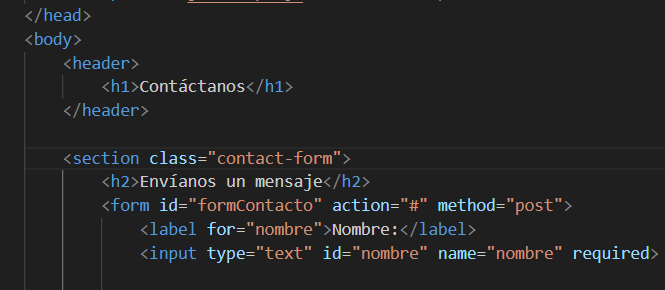 </head>
<body>
<header>
<h1>Contáctanos</h1>
</header>
<section class="contact-form">
<h2>Envíanos un mensaje</h2>
<form id="formContacto" action="#" method="post">
<label for="nombre">Nombre:</label>
<input type="text" id="nombre" name="nombre" required>